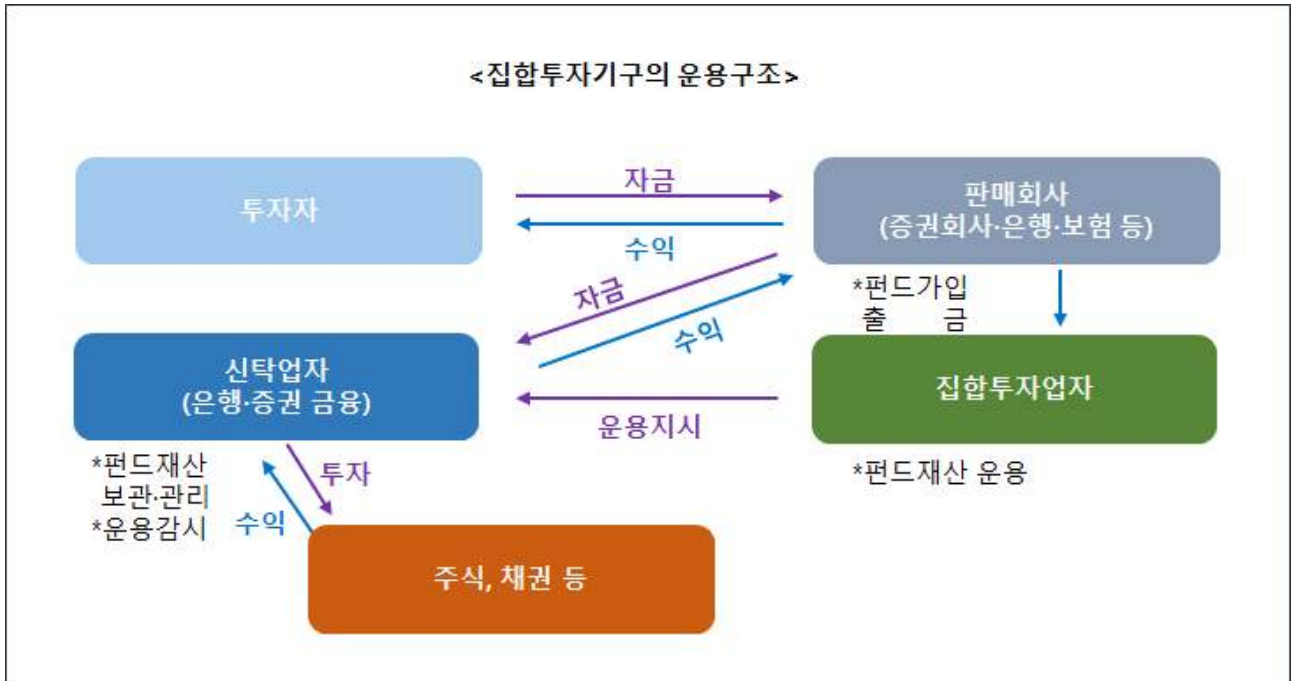 <집합투자기구의 운용구조>
투자자
자금
수익
판매회사
(증권회사·은행·보험 등)
*펀드가입
출 금
자금
수익
신탁업자
(은행·증권 금융)
운용지시
집합투자업자
*펀드재산
보관·관리
*운용감시
투자
수익
*펀드재산 운용
주식, 채권 등